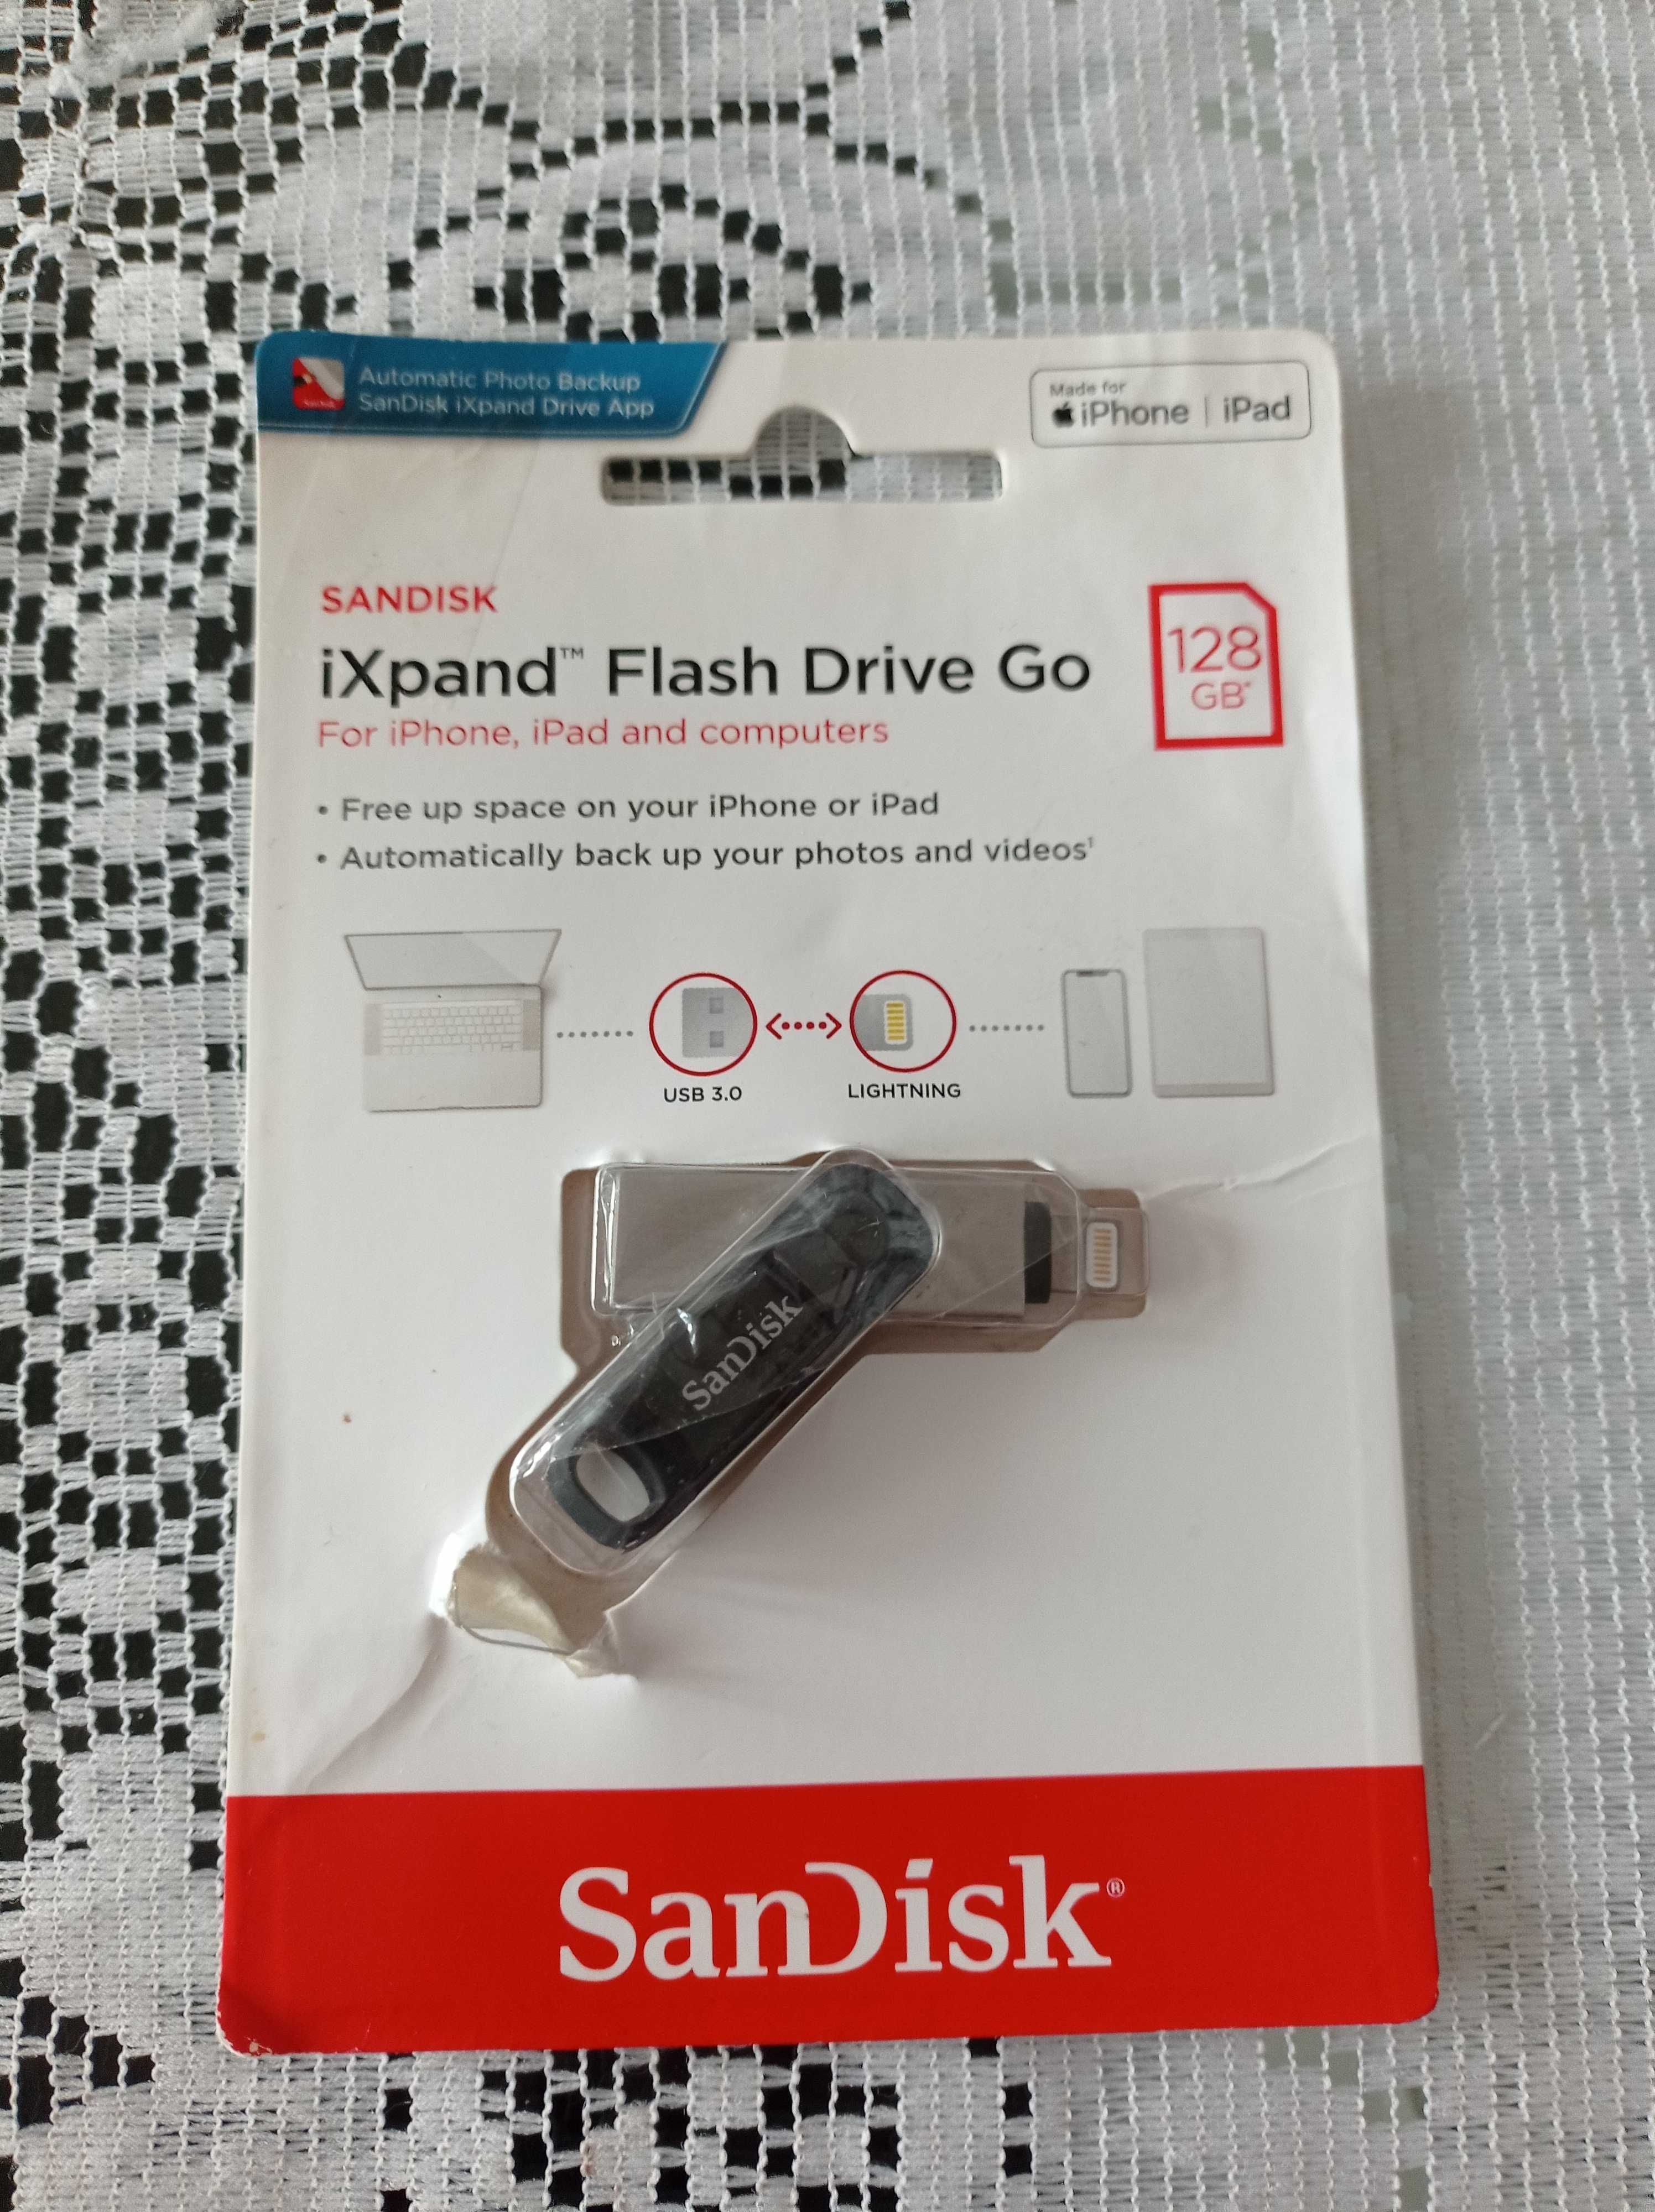 Automatic Photo Backup
SanDisk iXpand Drive App
Made for
iPhone | iPad
SANDISK
iXpand™ Flash Drive Go
128
GB*
For iPhone, iPad and computers
• Free up space on your iPhone or iPad
• Automatically back up your photos and videos†
USB 3.0
LIGHTNING
SanDisk
SanDisk®